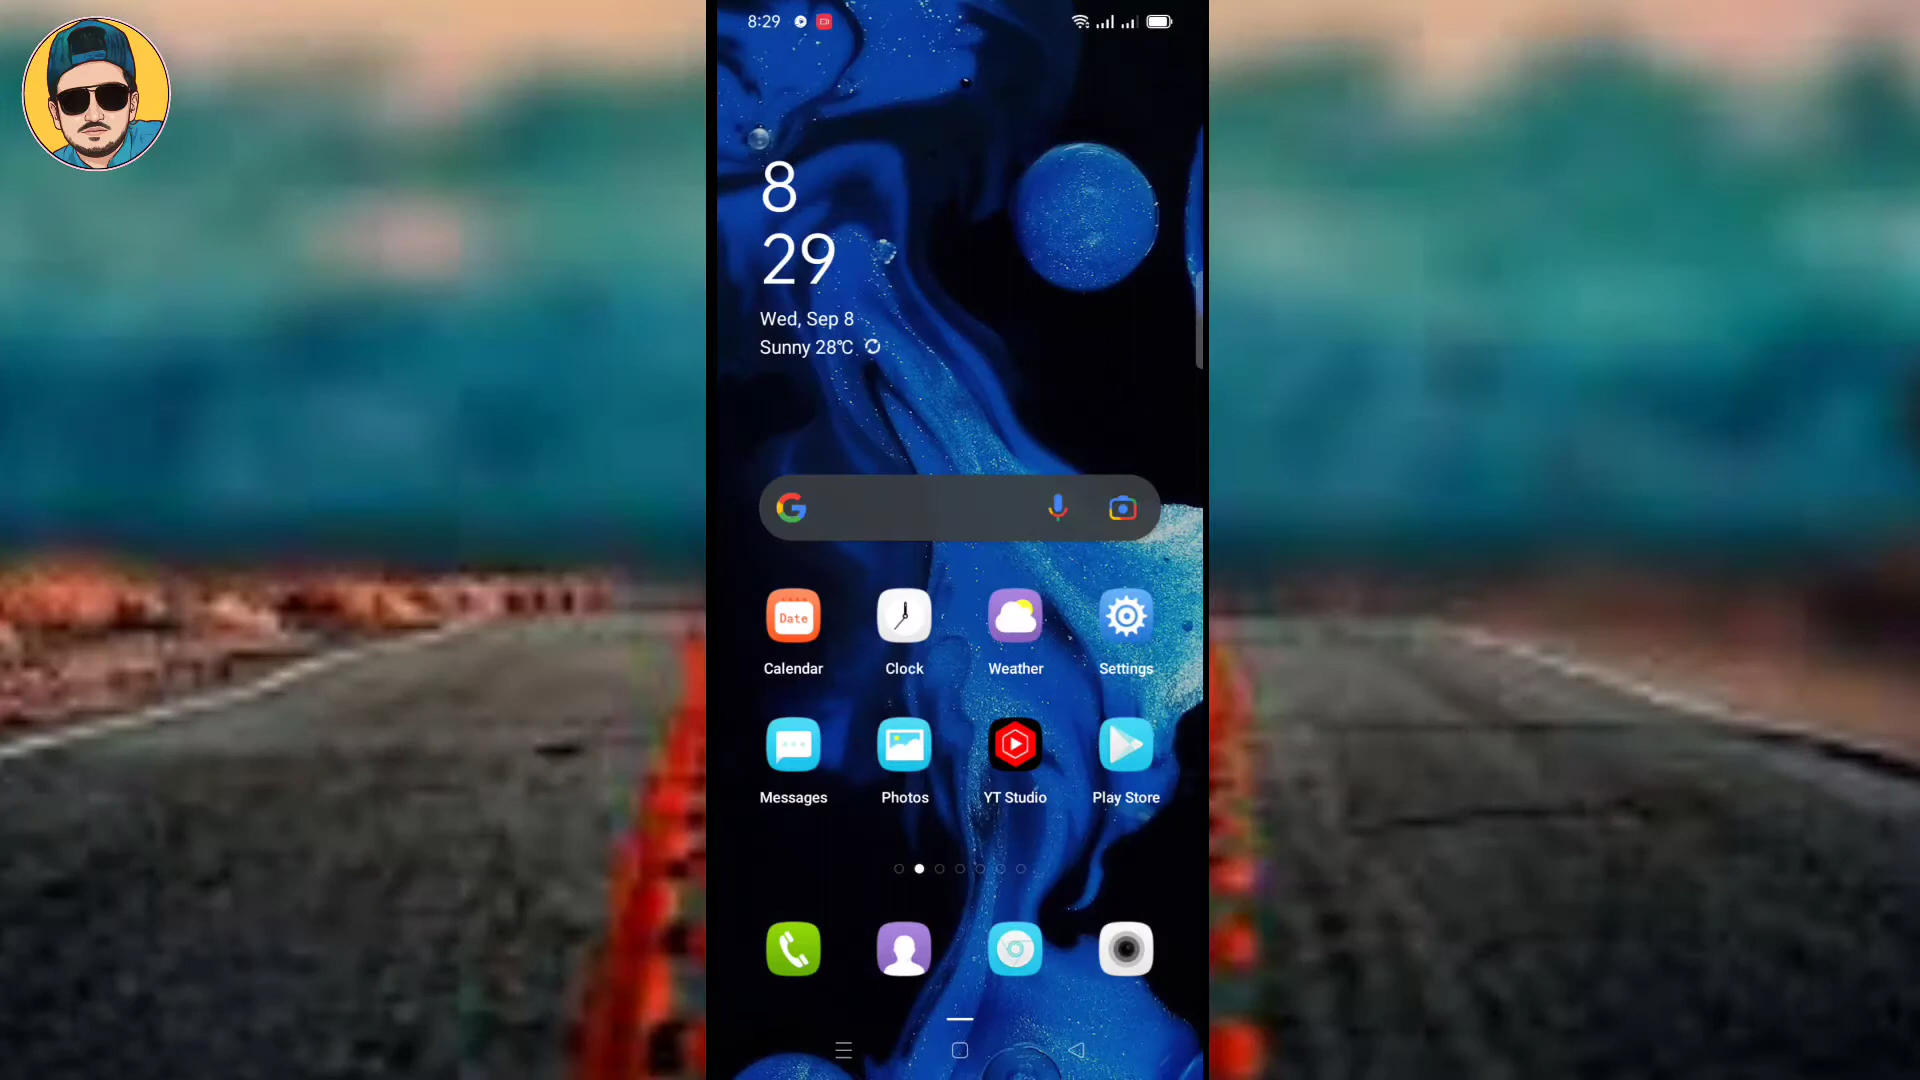 8:29
8
29
Wed, Sep 8
Sunny 28°C
Date
Calendar
Clock
Weather
Settings
Messages
Photos
YT Studio
Play Store